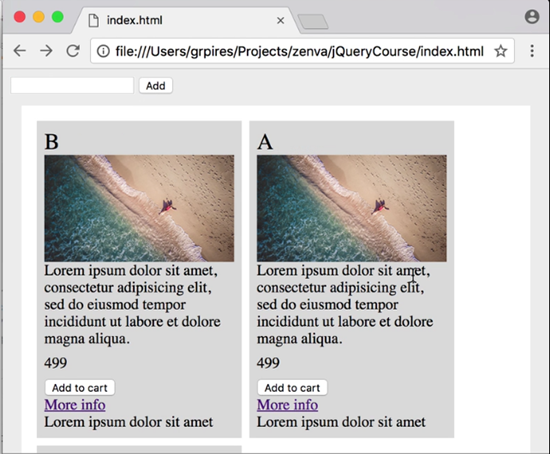 index.html
file:///Users/grpires/Projects/zenva/jQueryCourse/index.html
Add
B
Lorem ipsum dolor sit amet,
consectetur adipisicing elit,
sed do eiusmod tempor
incididunt ut labore et dolore
magna aliqua.
499
Add to cart
More info
Lorem ipsum dolor sit amet
A
Lorem ipsum dolor sit amet,
consectetur adipisicing elit,
sed do eiusmod tempor
incididunt ut labore et dolore
magna aliqua.
499
Add to cart
More info
Lorem ipsum dolor sit amet